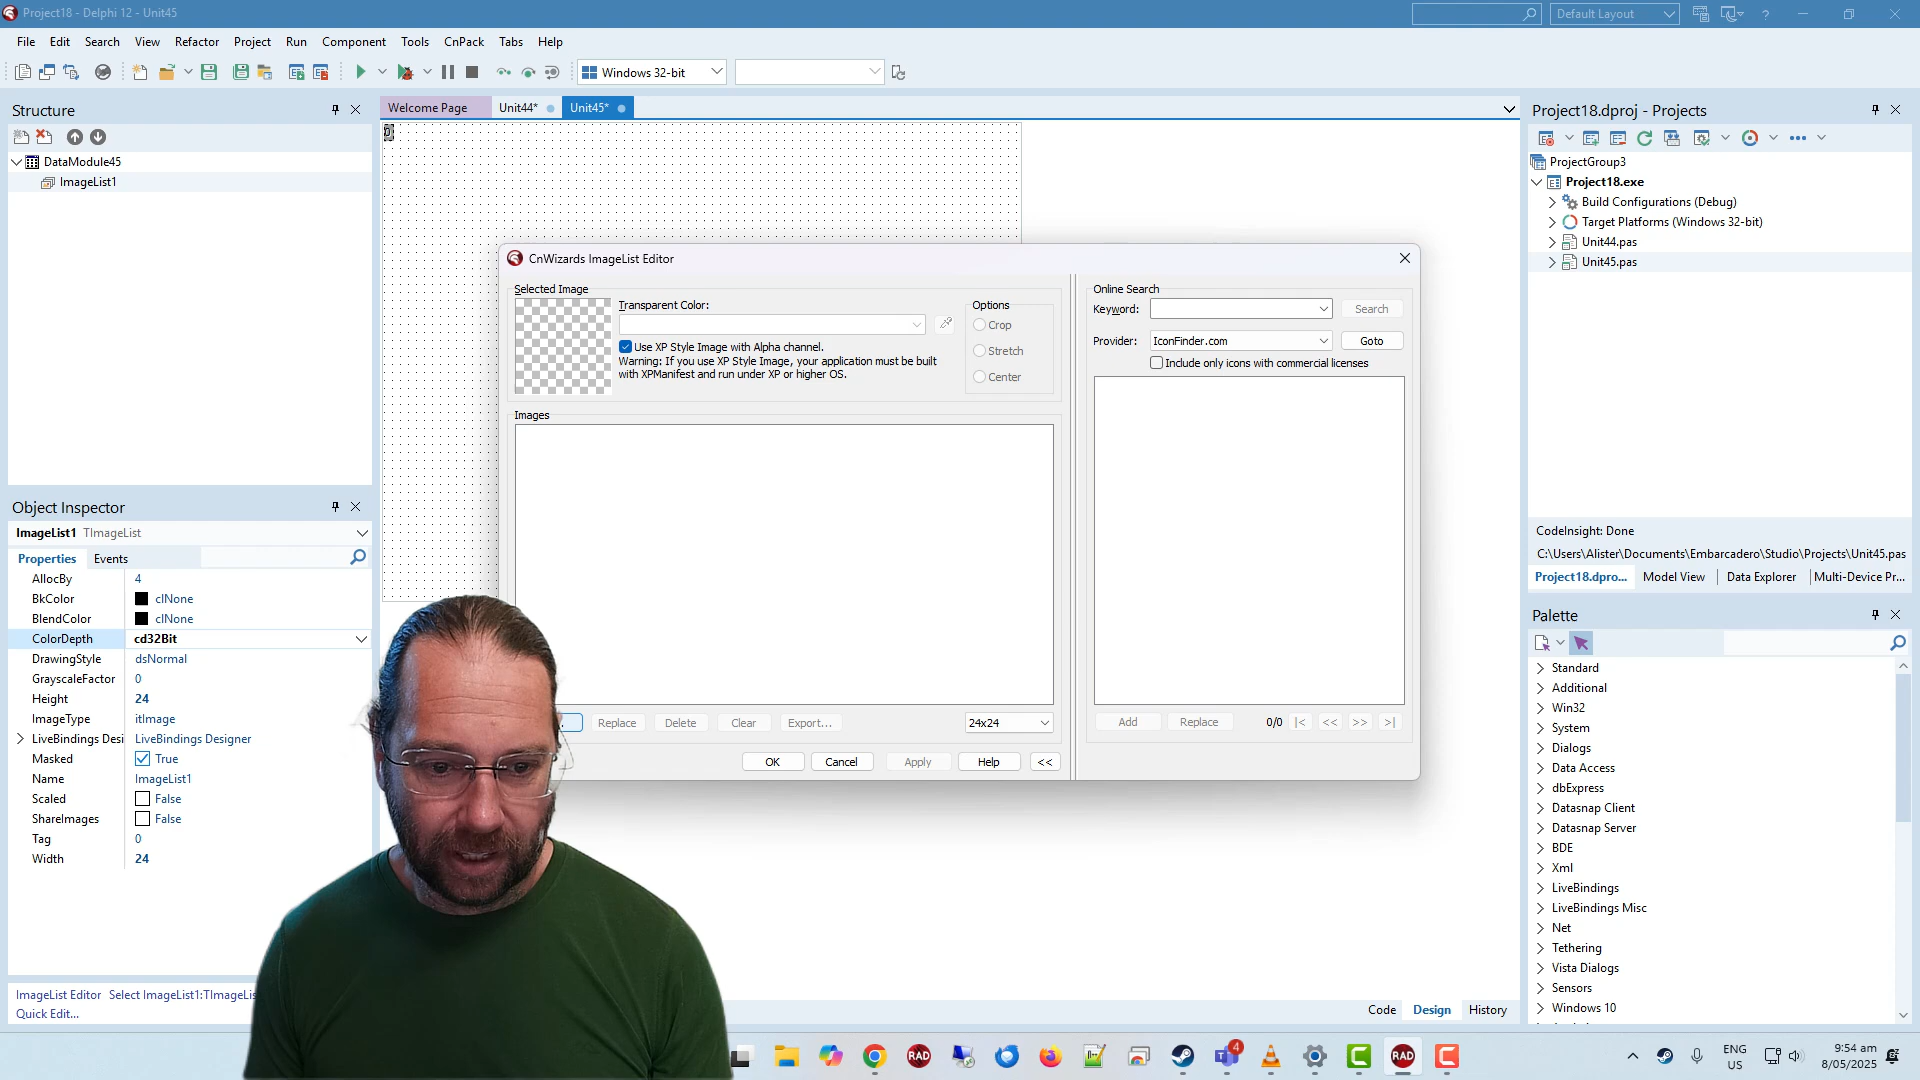 Project18 - Delphi 12 - Unit45
Default Layout
File Edit Search View Refactor Project Run Component Tools CnPack Tabs Help
Windows 32-bit
Structure
DataModule45
ImageList1
Object Inspector
ImageList1 TImageList
Properties Events
AllocBy 4
BkColor clNone
BlendColor clNone
ColorDepth cd32Bit
DrawingStyle dsNormal
GrayscaleFactor 0
Height 24
ImageType itImage
LiveBindings Desi LiveBindings Designer
Masked True
Name ImageList1
Scaled False
ShareImages False
Tag 0
Width 24
ImageList Editor Select ImageList1:TImageLis
Quick Edit...
Welcome Page Unit44* Unit45*
CnWizards ImageList Editor
Selected Image
Transparent Color:
Use XP Style Image with Alpha channel.
Warning: If you use XP Style Image, your application must be built
with XPManifest and run under XP or higher OS.
Options
Crop
Stretch
Center
Images
Replace Delete Clear Export... 24x24
OK Cancel Apply Help <<
Online Search
Keyword: Search
Provider: IconFinder.com Goto
Include only icons with commercial licenses
Add Replace 0/0 |< << >> >|
Code Design History
Project18.dproj - Projects
ProjectGroup3
Project18.exe
Build Configurations (Debug)
Target Platforms (Windows 32-bit)
Unit44.pas
Unit45.pas
CodeInsight: Done
C:\Users\Alister\Documents\Embarcadero\Studio\Projects\Unit45.pas
Project18.dpro... Model View Data Explorer Multi-Device Pr...
Palette
Standard
Additional
Win32
System
Dialogs
Data Access
dbExpress
Datasnap Client
Datasnap Server
BDE
Xml
LiveBindings
LiveBindings Misc
Net
Tethering
Vista Dialogs
Sensors
Windows 10
RAD
4
RAD
ENG
US
9:54 am
8/05/2025